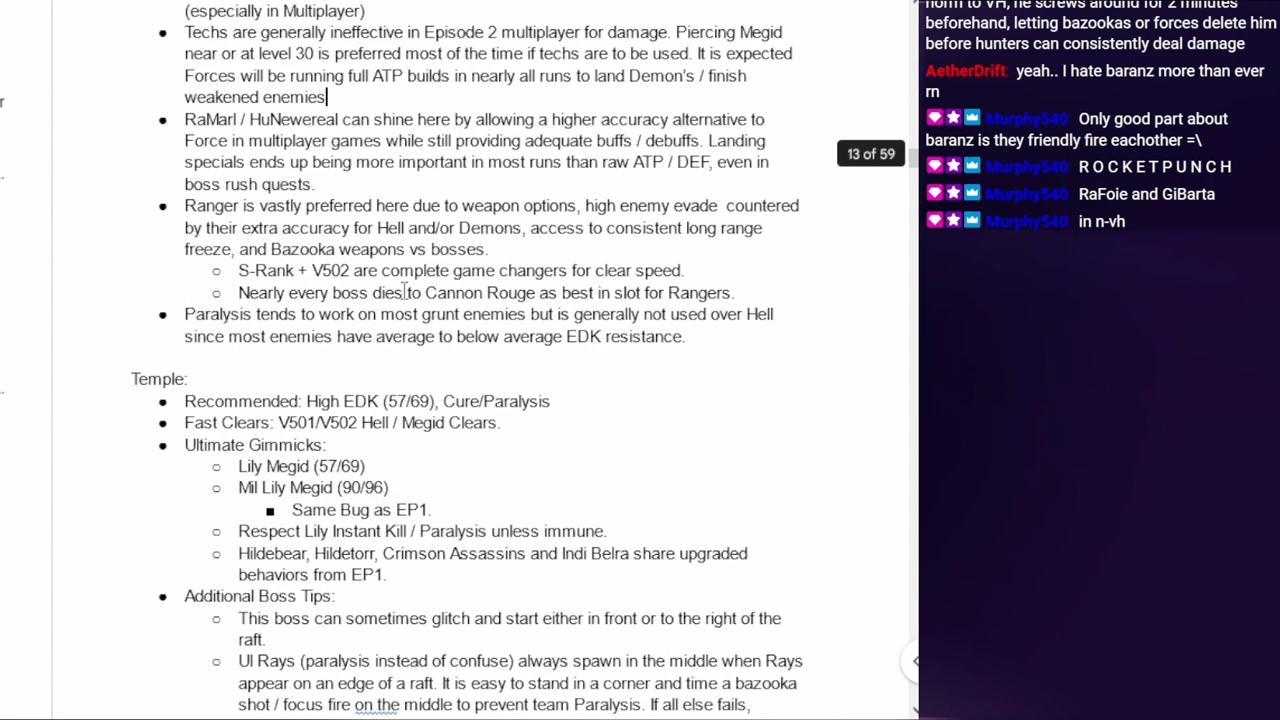 (especially in Multiplayer)
● Techs are generally ineffective in Episode 2 multiplayer for damage. Piercing Megid
near or at level 30 is preferred most of the time if techs are to be used. It is expected
Forces will be running full ATP builds in nearly all runs to land Demon's / finish
weakened enemies
● RaMarl / HuNewereal can shine here by allowing a higher accuracy alternative to
Force in multiplayer games while still providing adequate buffs / debuffs. Landing
specials ends up being more important in most runs than raw ATP / DEF, even in
boss rush quests.
● Ranger is vastly preferred here due to weapon options, high enemy evade countered
by their extra accuracy for Hell and/or Demons, access to consistent long range
freeze, and Bazooka weapons vs bosses.
○ S-Rank + V502 are complete game changers for clear speed.
○ Nearly every boss dies to Cannon Rouge as best in slot for Rangers.
● Paralysis tends to work on most grunt enemies but is generally not used over Hell
since most enemies have average to below average EDK resistance.
Temple:
● Recommended: High EDK (57/69), Cure/Paralysis
● Fast Clears: V501/V502 Hell / Megid Clears.
● Ultimate Gimmicks:
○ Lily Megid (57/69)
○ Mil Lily Megid (90/96)
■ Same Bug as EP1.
○ Respect Lily Instant Kill / Paralysis unless immune.
○ Hildebear, Hildetorr, Crimson Assassins and Indi Belra share upgraded
behaviors from EP1.
● Additional Boss Tips:
○ This boss can sometimes glitch and start either in front or to the right of the
raft.
○ Ul Rays (paralysis instead of confuse) always spawn in the middle when Rays
appear on an edge of a raft. It is easy to stand in a corner and time a bazooka
shot / focus fire on the middle to prevent team Paralysis. If all else fails,
13 of 59
norm to VH, he screws around for 2 minutes
beforehand, letting bazookas or forces delete him
before hunters can consistently deal damage
AetherDrift: yeah.. I hate baranz more than ever
rn
Murphy540: Only good part about
baranz is they friendly fire eachother =\
Murphy540: R O C K E T P U N C H
Murphy540: RaFoie and GiBarta
Murphy540: in n-vh